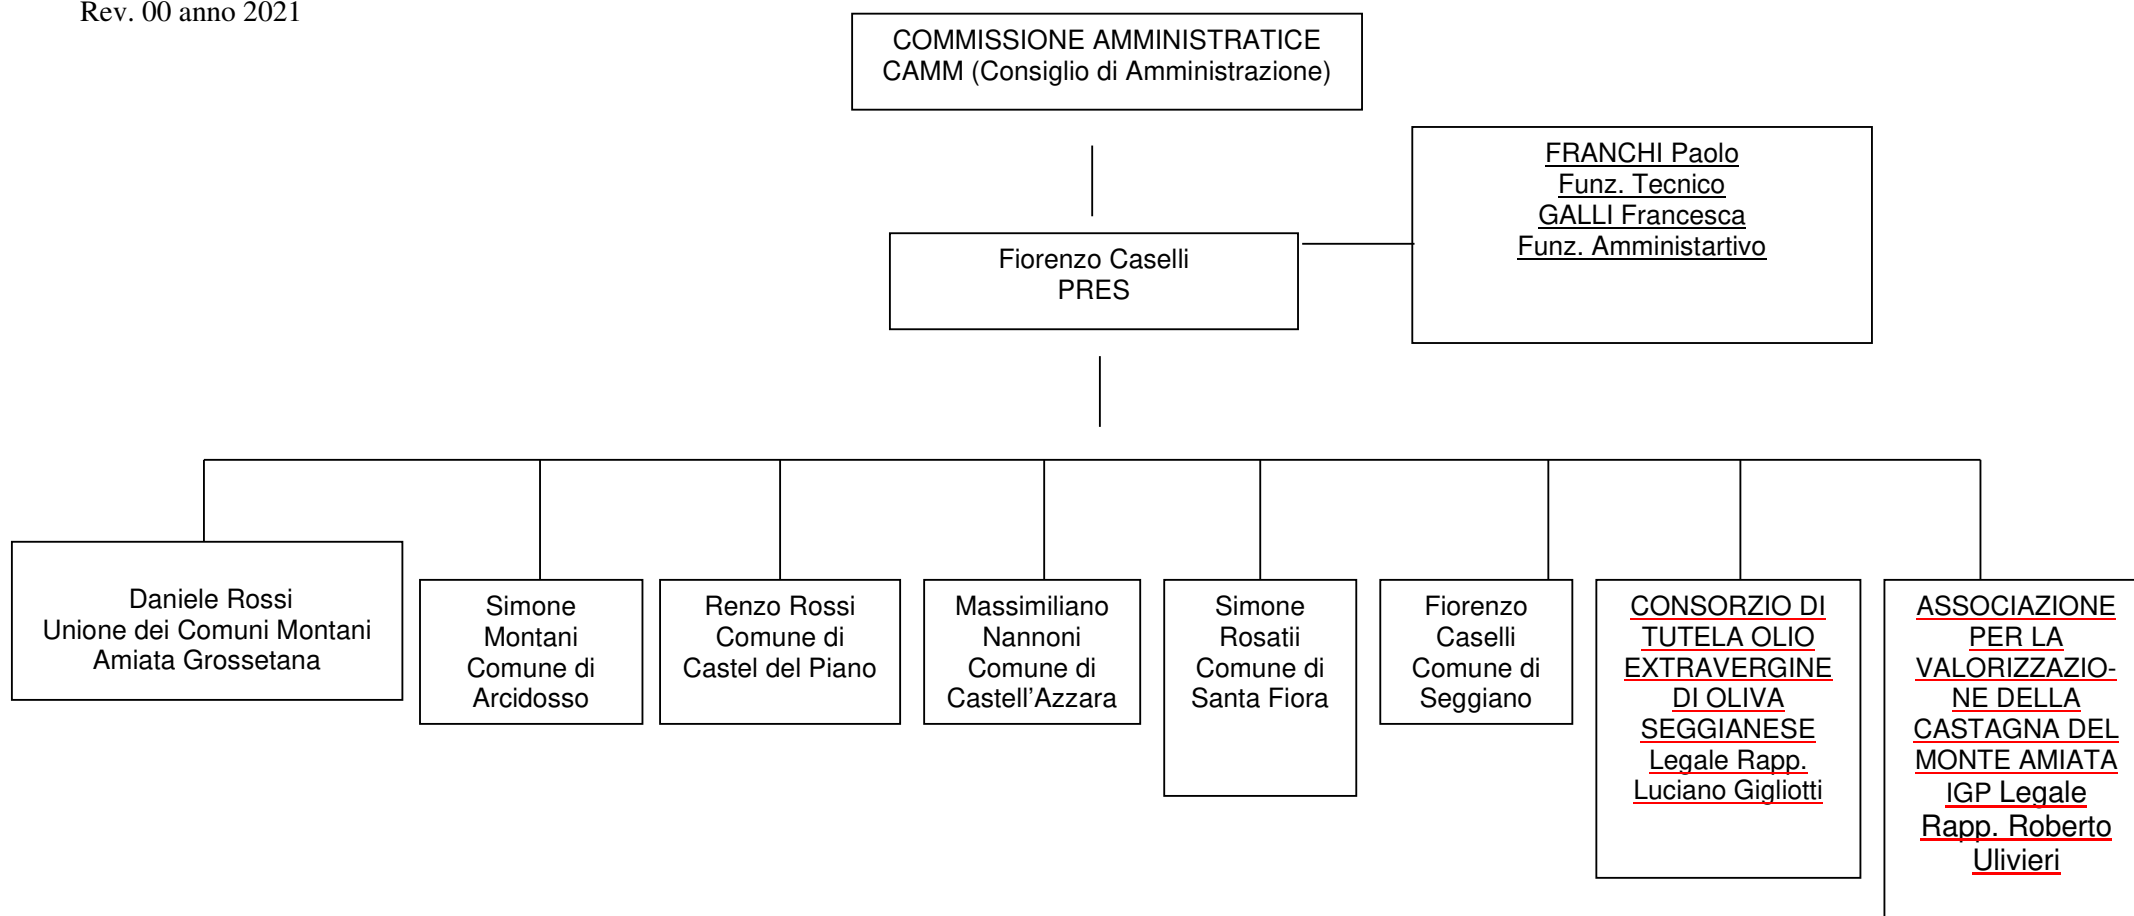 Rev. 00 anno 2021
COMMISSIONE AMMINISTRATICE
CAMM (Consiglio di Amministrazione)
FRANCHI Paolo
Funz. Tecnico
GALLI Francesca
Funz. Amministartivo
Fiorenzo Caselli
PRES
Daniele Rossi
Unione dei Comuni Montani
Amiata Grossetana
Simone
Montani
Comune di
Arcidosso
Renzo Rossi
Comune di
Castel del Piano
Massimiliano
Nannoni
Comune di
Castell’Azzara
Simone
Rosatii
Comune di
Santa Fiora
Fiorenzo
Caselli
Comune di
Seggiano
CONSORZIO DI
TUTELA OLIO
EXTRAVERGINE
DI OLIVA
SEGGIANESE
Legale Rapp.
Luciano Gigliotti
ASSOCIAZIONE
PER LA
VALORIZZAZIO-
NE DELLA
CASTAGNA DEL
MONTE AMIATA
IGP Legale
Rapp. Roberto
Ulivieri